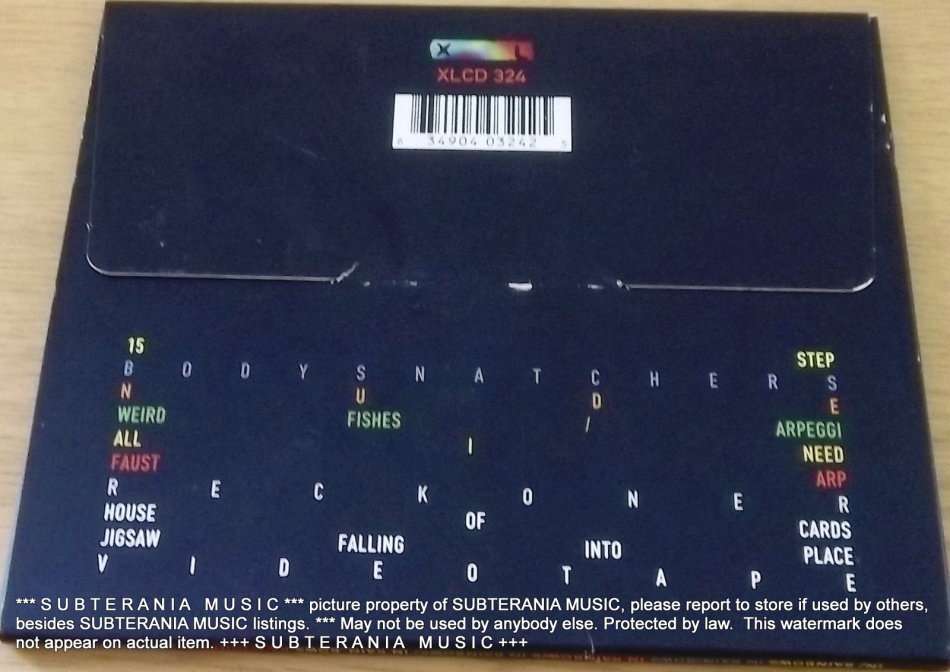 X L
XLCD 324
6 34904 03242 5
15 STEP
B O D Y S N A T C H E R S
N U D E
WEIRD FISHES / ARPEGGI
ALL I NEED
FAUST ARP
R E C K O N E R
HOUSE OF CARDS
JIGSAW FALLING INTO PLACE
V I D E O T A P E
*** S U B T E R A N I A M U S I C *** picture property of SUBTERANIA MUSIC, please report to store if used by others,
besides SUBTERANIA MUSIC listings. *** May not be used by anybody else. Protected by law. This watermark does
not appear on actual item. +++ S U B T E R A N I A M U S I C +++